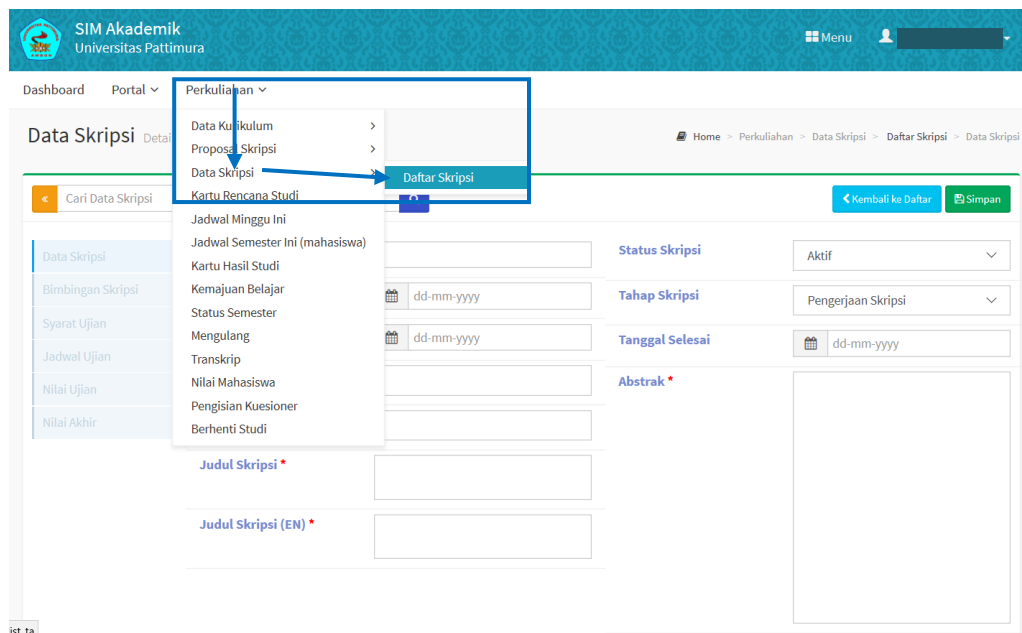 SIM Akademik
Universitas Pattimura
Menu
Dashboard Portal Perkuliahan
Data Skripsi Detai
Home > Perkuliahan > Data Skripsi > Daftar Skripsi > Data Skripsi
Data Kurikulum
Proposal Skripsi
Data Skripsi
Daftar Skripsi
Kartu Rencana Studi
Jadwal Minggu Ini
Jadwal Semester Ini (mahasiswa)
Kartu Hasil Studi
Kemajuan Belajar
Status Semester
Mengulang
Transkrip
Nilai Mahasiswa
Pengisian Kuesioner
Berhenti Studi
« Cari Data Skripsi
Kembali ke Daftar Simpan
Data Skripsi
Bimbingan Skripsi
Syarat Ujian
Jadwal Ujian
Nilai Ujian
Nilai Akhir
dd-mm-yyyy
dd-mm-yyyy
Judul Skripsi *
Judul Skripsi (EN) *
Status Skripsi Aktif
Tahap Skripsi Pengerjaan Skripsi
Tanggal Selesai dd-mm-yyyy
Abstrak *